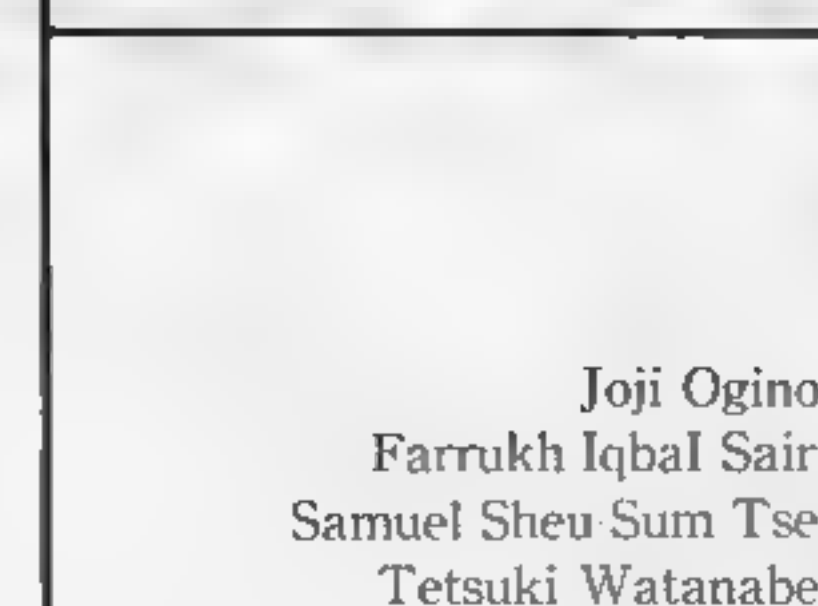 Joji Ogino
Farrukh Iqbal Sair
Samuel Sheu Sum Tse
Tetsuki Watanabe